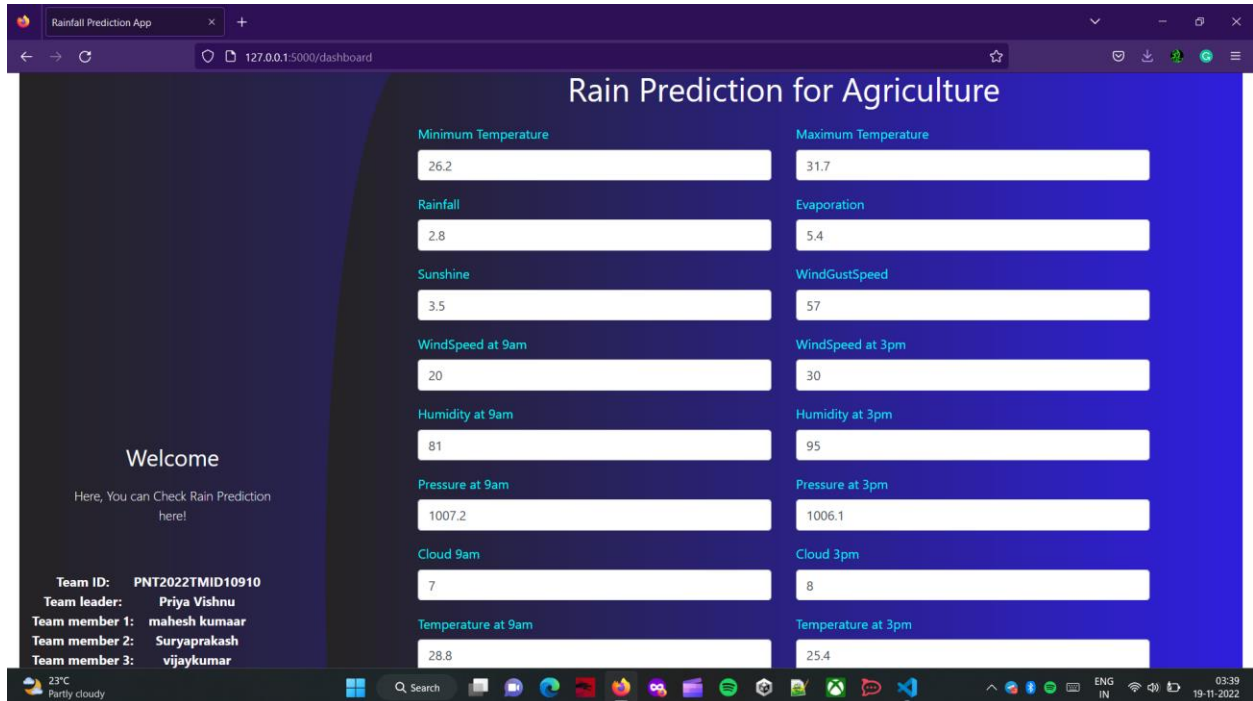 Rainfall Prediction App
127.0.0.1:5000/dashboard
Rain Prediction for Agriculture
Minimum Temperature Maximum Temperature
26.2 31.7
Rainfall Evaporation
2.8 5.4
Sunshine WindGustSpeed
3.5 57
WindSpeed at 9am WindSpeed at 3pm
20 30
Humidity at 9am Humidity at 3pm
81 95
Pressure at 9am Pressure at 3pm
1007.2 1006.1
Cloud 9am Cloud 3pm
7 8
Temperature at 9am Temperature at 3pm
28.8 25.4
Welcome
Here, You can Check Rain Prediction
here!
Team ID: PNT2022TMID10910
Team leader: Priya Vishnu
Team member 1: mahesh kumaar
Team member 2: Suryaprakash
Team member 3: vijaykumar
23°C
Partly cloudy
Search
ENG
IN
03:39
19-11-2022